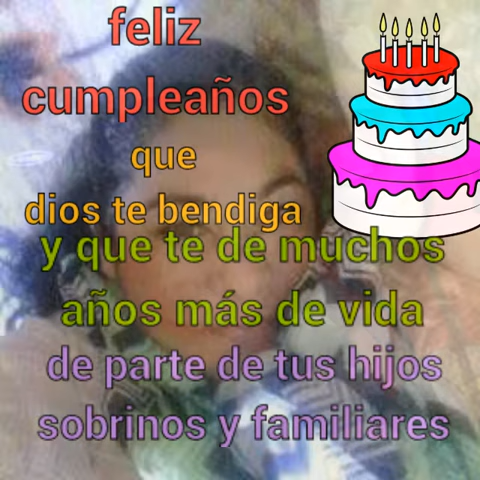 feliz
cumpleaños
que
dios te bendiga
y que te de muchos
años más de vida
de parte de tus hijos
sobrinos y familiares